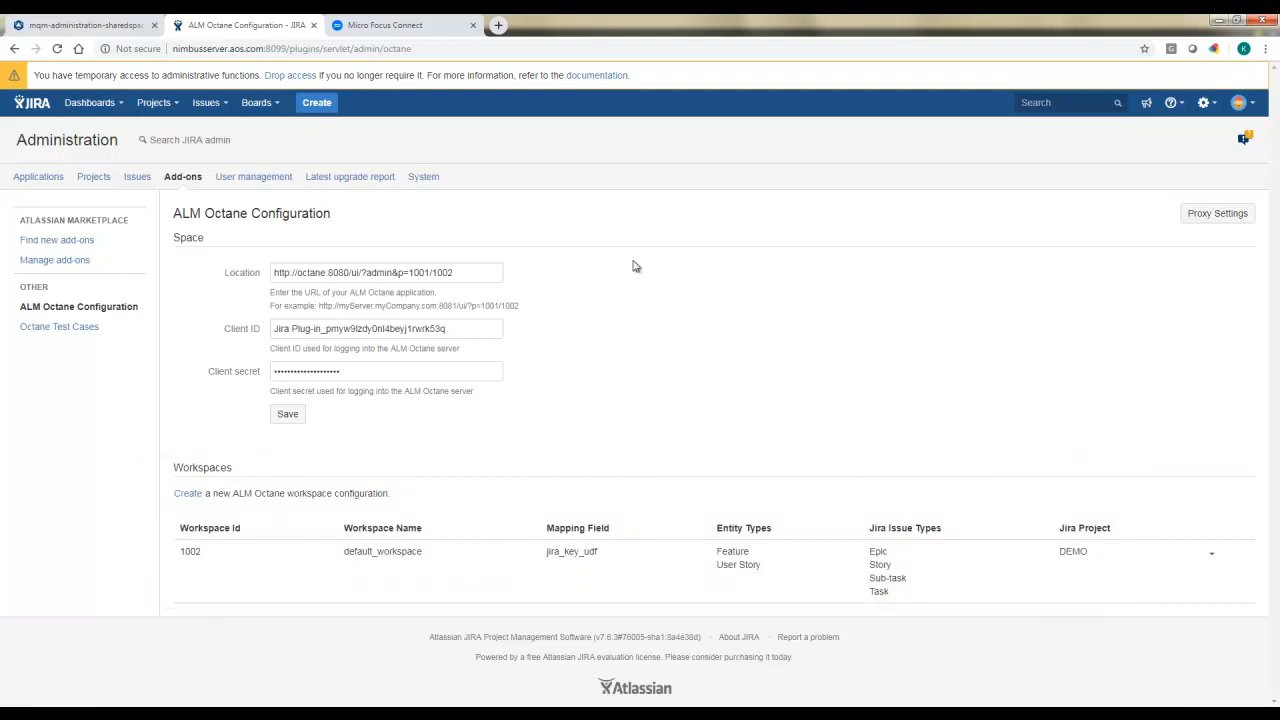 mqm-administration-sharedspac
ALM Octane Configuration - JIRA
Micro Focus Connect
Not secure
nimbusserver.aos.com:8099/plugins/servlet/admin/octane
K
You have temporary access to administrative functions. Drop access if you no longer require it. For more information, refer to the documentation.
JIRA
Dashboards
Projects
Issues
Boards
Create
Search
Administration
Search JIRA admin
Applications
Projects
Issues
Add-ons
User management
Latest upgrade report
System
ATLASSIAN MARKETPLACE
Find new add-ons
Manage add-ons
OTHER
ALM Octane Configuration
Octane Test Cases
ALM Octane Configuration
Proxy Settings
Space
Location
http://octane:8080/ui/?admin&p=1001/1002
Enter the URL of your ALM Octane application.
For example: http://myServer.myCompany.com:8081/ui/?p=1001/1002
Client ID
Jira Plug-in_pmyw9lzdy0nl4beyj1rwrk53q
Client ID used for logging into the ALM Octane server
Client secret
Client secret used for logging into the ALM Octane server
Save
Workspaces
Create a new ALM Octane workspace configuration.
Workspace Id Workspace Name Mapping Field Entity Types Jira Issue Types Jira Project
1002 default_workspace jira_key_udf Feature Epic DEMO
User Story Story
Sub-task
Task
Atlassian JIRA Project Management Software (v7.6.3#76005-sha1:8a4e38d) · About JIRA · Report a problem
Powered by a free Atlassian JIRA evaluation license. Please consider purchasing it today.
Atlassian